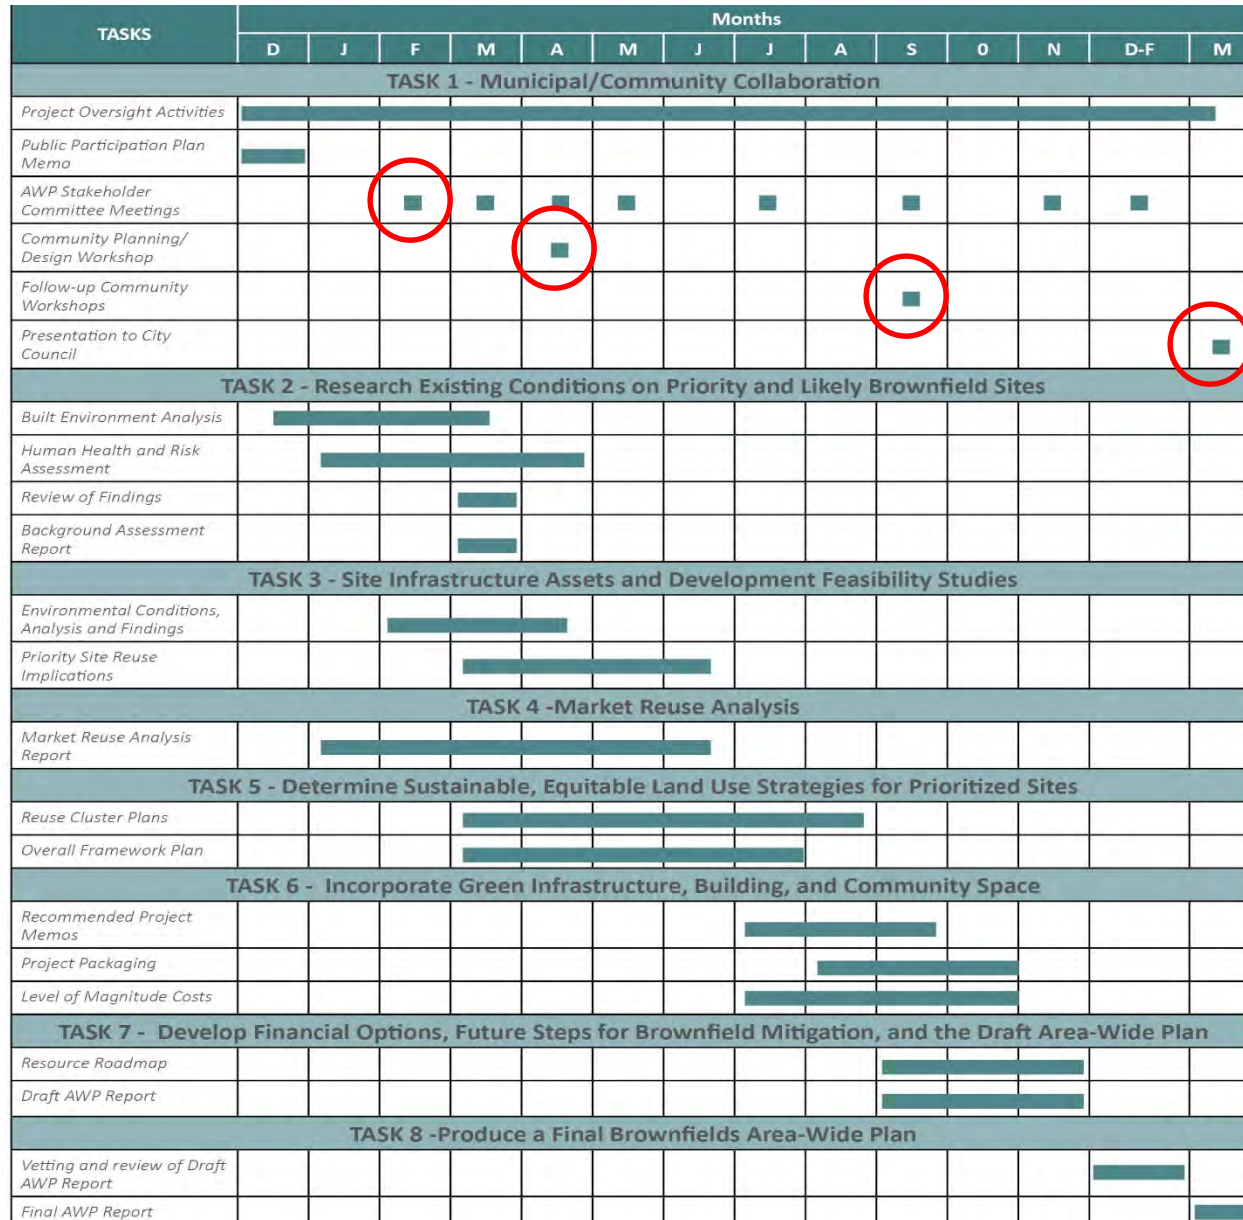 TASKS
Months
D J F M A M J J A S 0 N D-F M
TASK 1 - Municipal/Community Collaboration
Project Oversight Activities
Public Participation Plan
Memo
AWP Stakeholder
Committee Meetings
Community Planning/
Design Workshop
Follow-up Community
Workshops
Presentation to City
Council
TASK 2 - Research Existing Conditions on Priority and Likely Brownfield Sites
Built Environment Analysis
Human Health and Risk
Assessment
Review of Findings
Background Assessment
Report
TASK 3 - Site Infrastructure Assets and Development Feasibility Studies
Environmental Conditions,
Analysis and Findings
Priority Site Reuse
Implications
TASK 4 -Market Reuse Analysis
Market Reuse Analysis
Report
TASK 5 - Determine Sustainable, Equitable Land Use Strategies for Prioritized Sites
Reuse Cluster Plans
Overall Framework Plan
TASK 6 - Incorporate Green Infrastructure, Building, and Community Space
Recommended Project
Memos
Project Packaging
Level of Magnitude Costs
TASK 7 - Develop Financial Options, Future Steps for Brownfield Mitigation, and the Draft Area-Wide Plan
Resource Roadmap
Draft AWP Report
TASK 8 -Produce a Final Brownfields Area-Wide Plan
Vetting and review of Draft
AWP Report
Final AWP Report